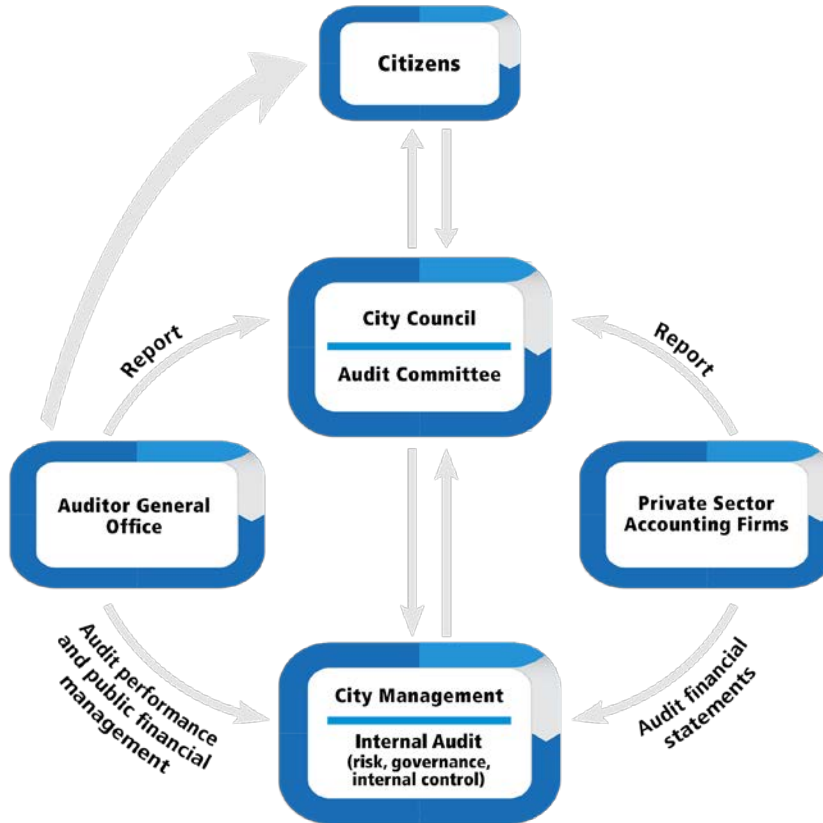 Citizens
City Council
Audit Committee
Report
Report
Auditor General
Office
Private Sector
Accounting Firms
Audit performance
and public financial
management
City Management
Internal Audit
(risk, governance,
internal control)
Audit financial
statements